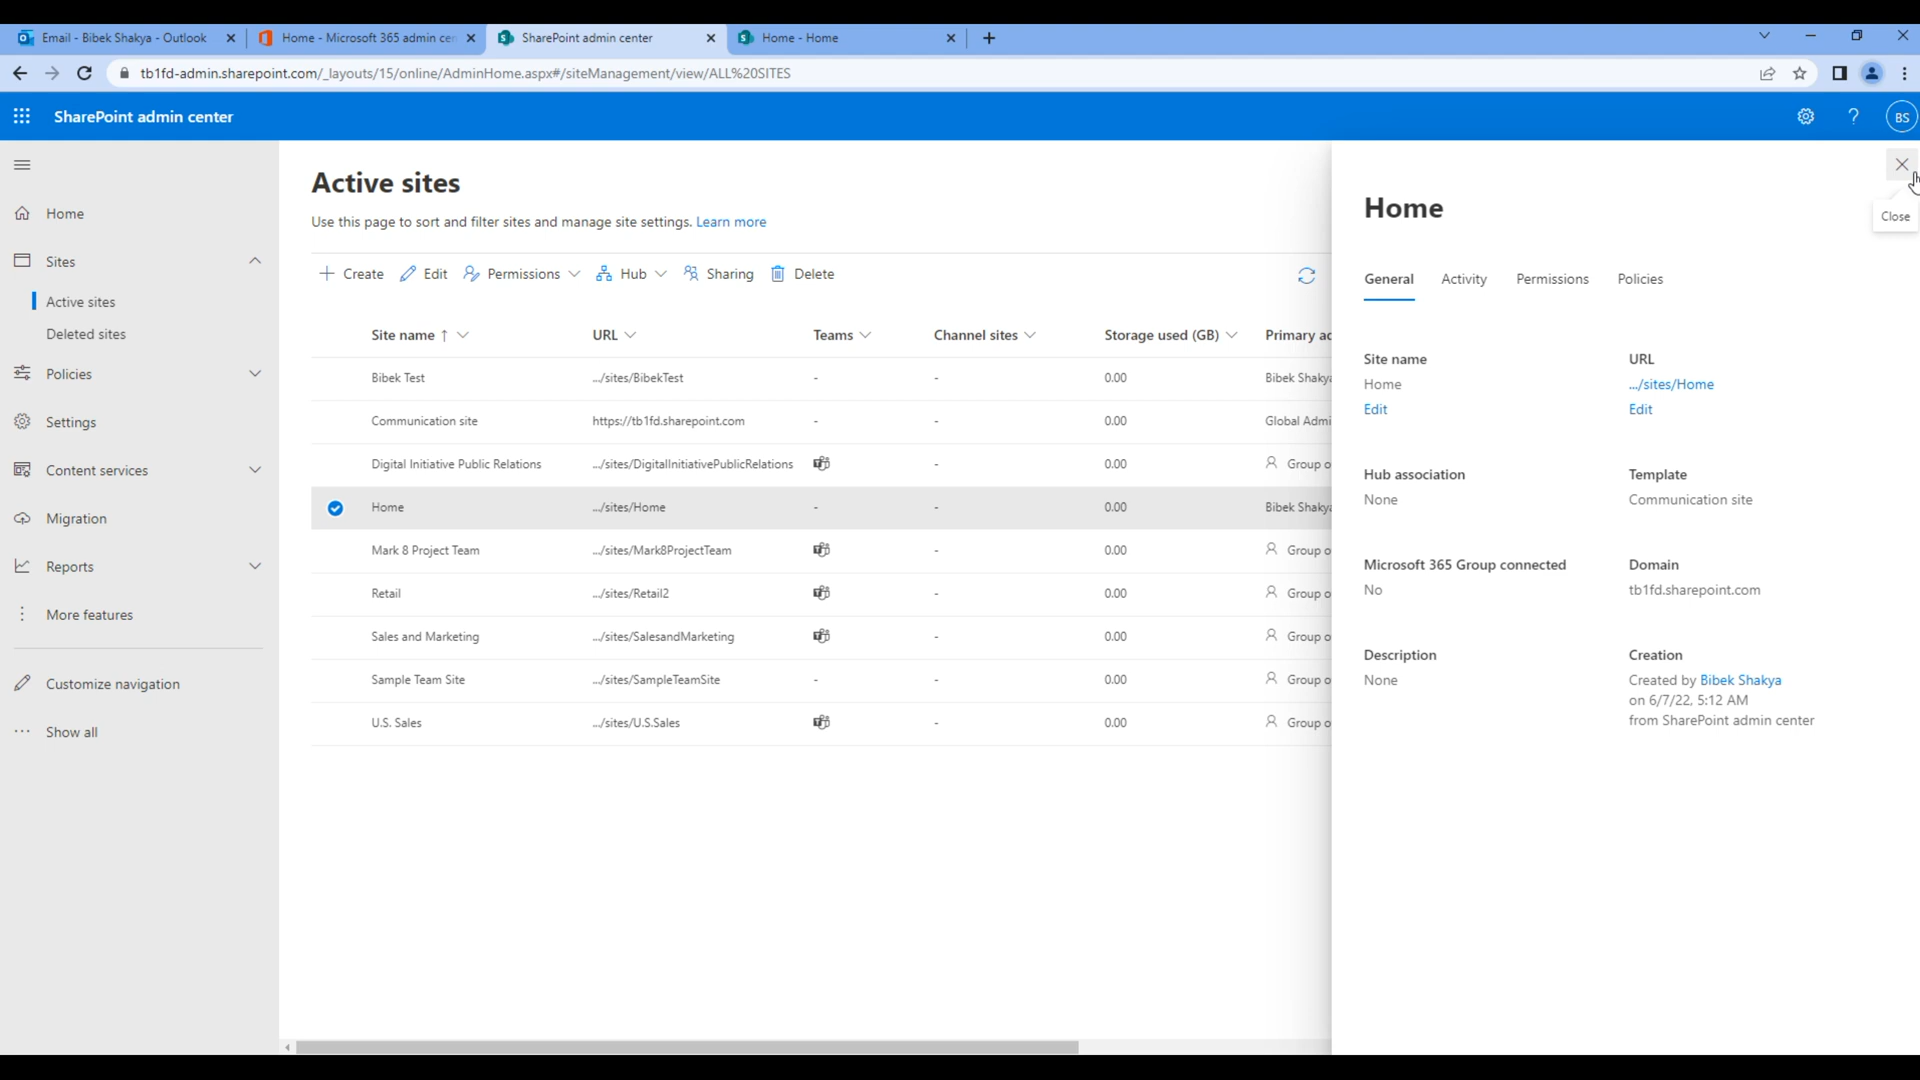 Email - Bibek Shakya - Outlook
Home - Microsoft 365 admin cen
SharePoint admin center
Home - Home
tb1fd-admin.sharepoint.com/_layouts/15/online/AdminHome.aspx#/siteManagement/view/ALL%20SITES
SharePoint admin center
BS
Home
Sites
Active sites
Deleted sites
Policies
Settings
Content services
Migration
Reports
More features
Customize navigation
Show all
Active sites
Use this page to sort and filter sites and manage site settings. Learn more
Create Edit Permissions Hub Sharing Delete
Site name ↑ URL Teams Channel sites Storage used (GB) Primary ad
Bibek Test .../sites/BibekTest - - 0.00 Bibek Shakya
Communication site https://tb1fd.sharepoint.com - - 0.00 Global Admi
Digital Initiative Public Relations .../sites/DigitalInitiativePublicRelations - 0.00 Group o
Home .../sites/Home - - 0.00 Bibek Shakya
Mark 8 Project Team .../sites/Mark8ProjectTeam - 0.00 Group o
Retail .../sites/Retail2 - 0.00 Group o
Sales and Marketing .../sites/SalesandMarketing - 0.00 Group o
Sample Team Site .../sites/SampleTeamSite - - 0.00 Group o
U.S. Sales .../sites/U.S.Sales - 0.00 Group o
Close
Home
General Activity Permissions Policies
Site name
Home
Edit
URL
.../sites/Home
Edit
Hub association
None
Template
Communication site
Microsoft 365 Group connected
No
Domain
tb1fd.sharepoint.com
Description
None
Creation
Created by Bibek Shakya
on 6/7/22, 5:12 AM
from SharePoint admin center